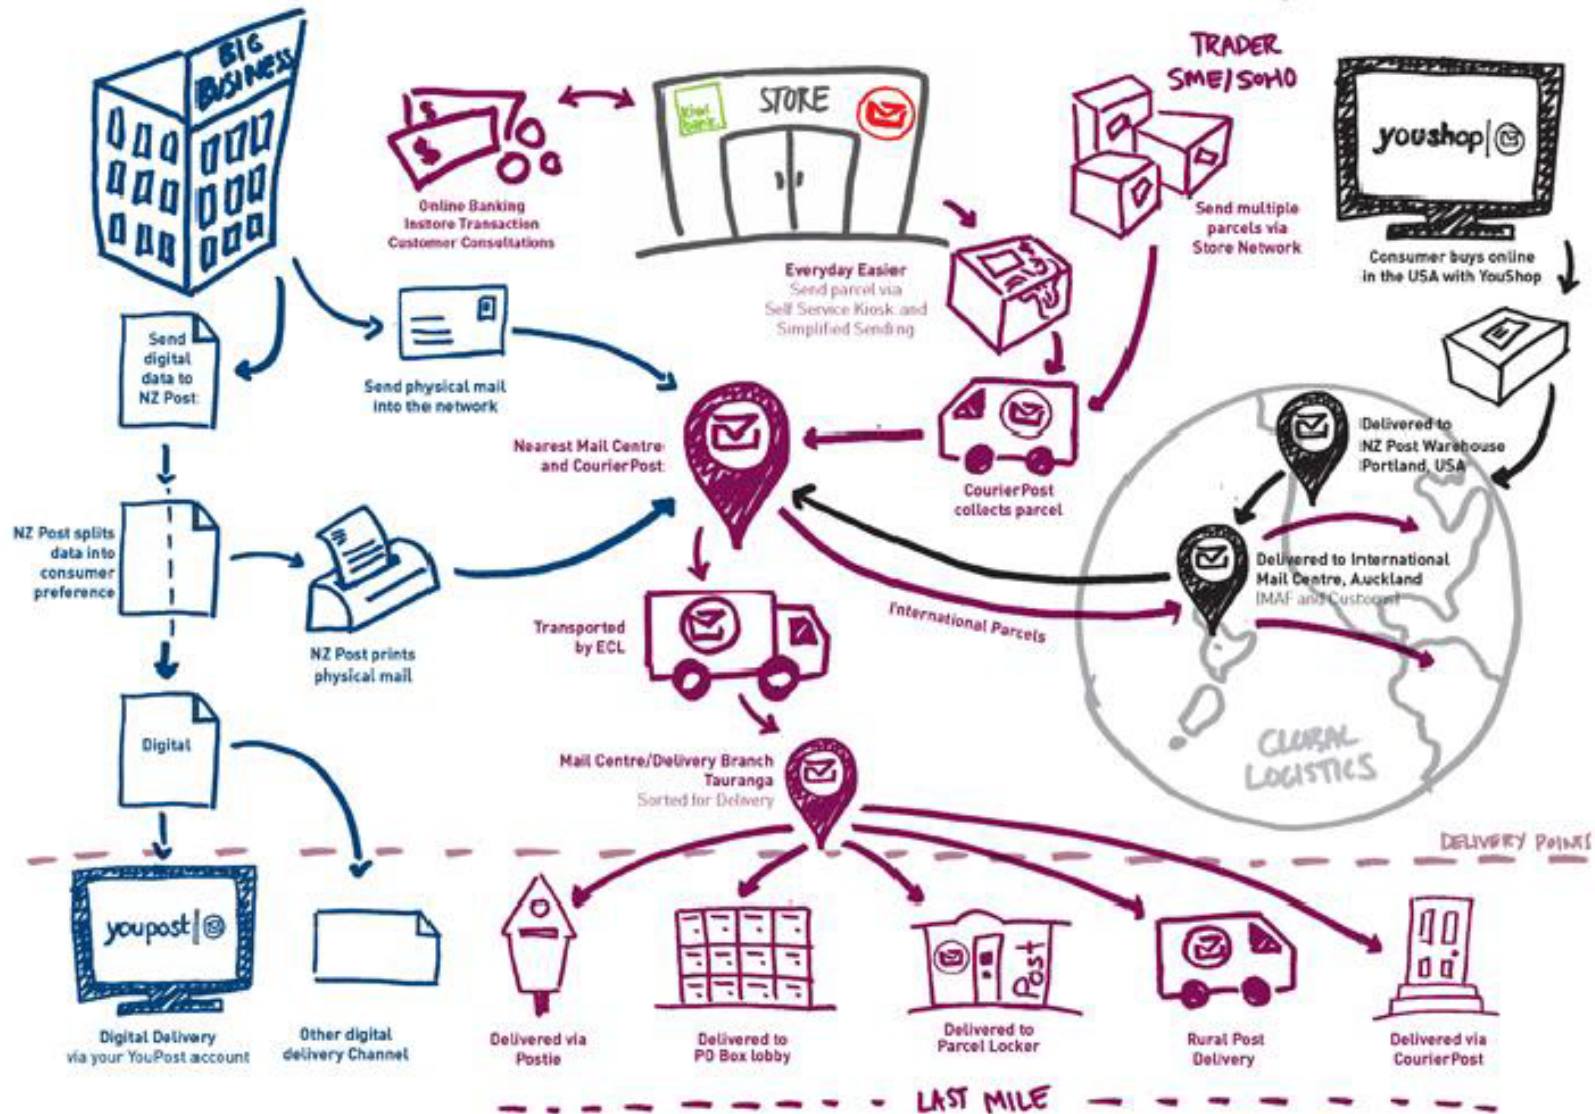 BIG
BUSINESS
$
$
Online Banking
Instore Transaction
Customer Consultations
kiwi
bank.
STORE
TRADER
SME/SOHO
Send multiple
parcels via
Store Network
youshop
Consumer buys online
in the USA with YouShop
Everyday Easier
Send parcel via
Self Service Kiosk and
Simplified Sending
Send
digital
data to
NZ Post
Send physical mail
into the network
Nearest Mail Centre
and CourierPost
CourierPost
collects parcel
Delivered to
NZ Post Warehouse
Portland, USA
NZ Post splits
data into
consumer
preference
NZ Post prints
physical mail
Delivered to International
Mail Centre, Auckland
(MAF and Customs)
International Parcels
Transported
by ECL
Digital
Mail Centre/Delivery Branch
Tauranga
Sorted for Delivery
GLOBAL
LOGISTICS
DELIVERY POINTS
youpost
Post
Digital Delivery
via your YouPost account
Other digital
delivery Channel
Delivered via
Postie
Delivered to
PO Box lobby
Delivered to
Parcel Locker
Rural Post
Delivery
Delivered via
CourierPost
LAST MILE